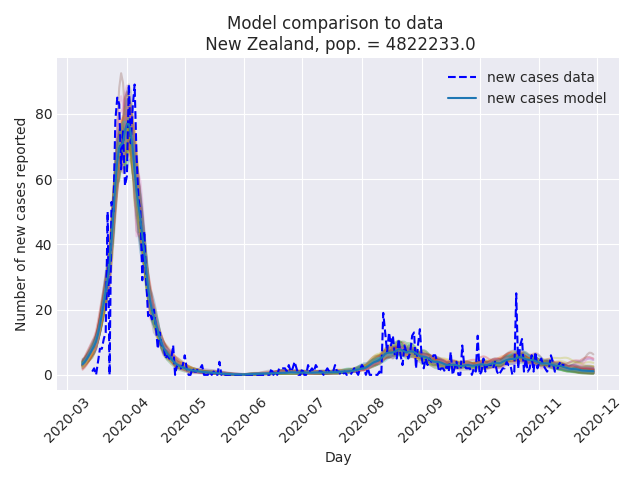 Model comparison to data
New Zealand, pop. = 4822233.0
new cases data
new cases model
Number of new cases reported
80
60
40
20
0
2020-03
2020-04
2020-05
2020-06
2020-07
2020-08
2020-09
2020-10
2020-11
2020-12
Day